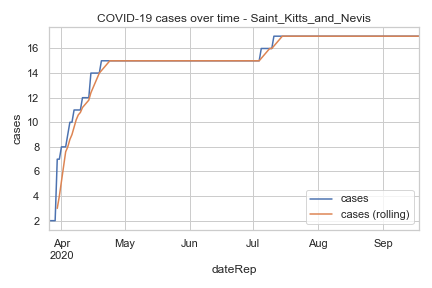 COVID-19 cases over time - Saint_Kitts_and_Nevis
cases
16
14
12
10
8
6
4
2
Apr
2020
May
Jun
Jul
Aug
Sep
dateRep
cases
cases (rolling)